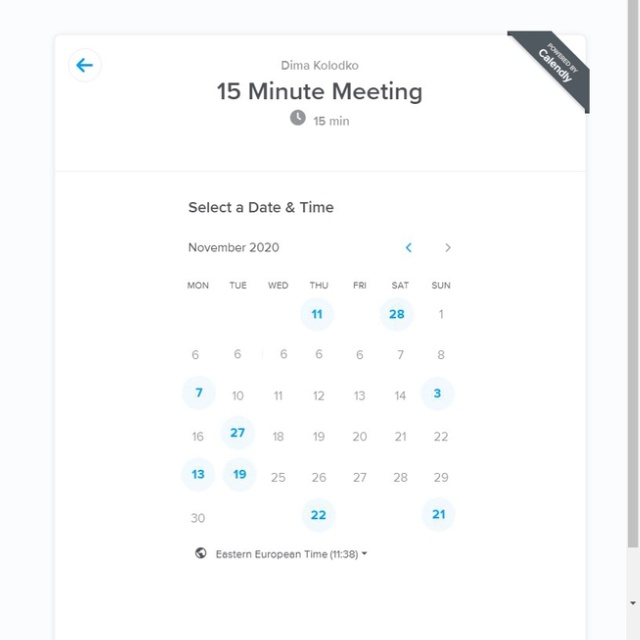 POWERED BY
Calendly
Dima Kolodko
15 Minute Meeting
15 min
Select a Date & Time
November 2020
MON TUE WED THU FRI SAT SUN
11 28 1
6 6 6 6 6 7 8
7 10 11 12 13 14 3
16 27 18 19 20 21 22
13 19 25 26 27 28 29
30 22 21
Eastern European Time (11:38)